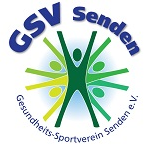 GSV Senden
Gesundheits-Sportverein Senden e.V.